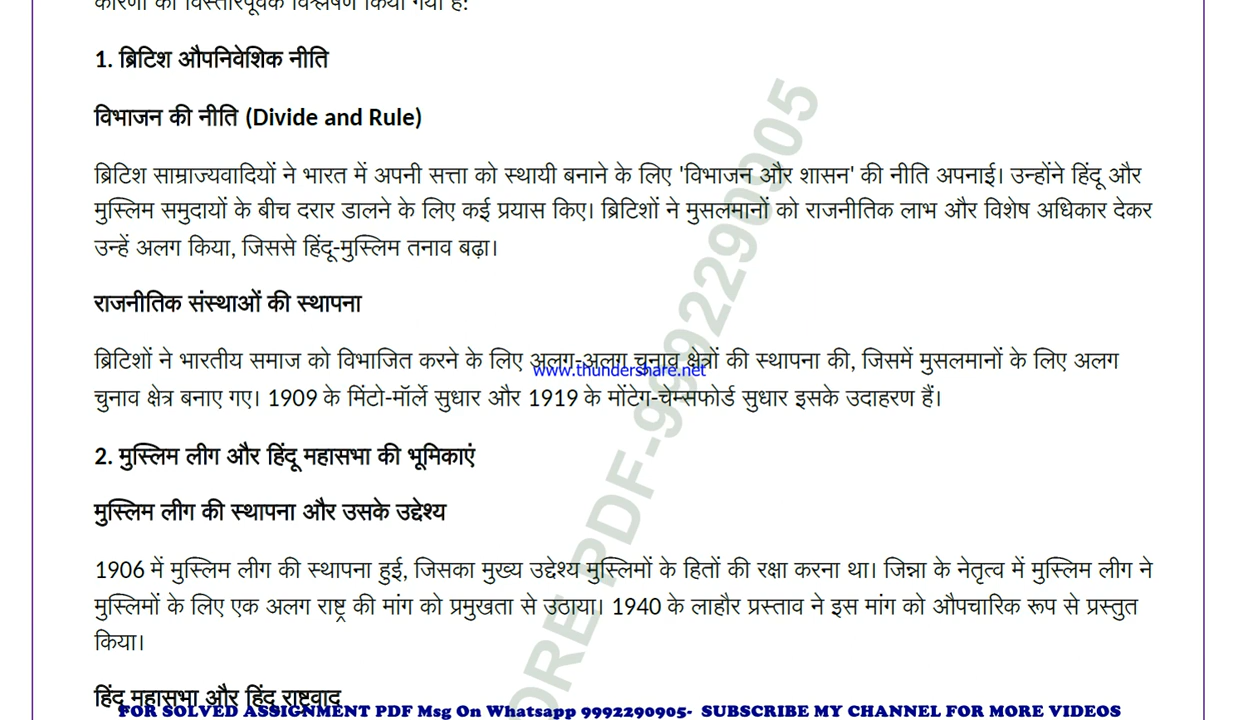 कारणों का विस्तारपूर्वक विश्लेषण किया गया है:
1. ब्रिटिश औपनिवेशिक नीति
विभाजन की नीति (Divide and Rule)
ब्रिटिश साम्राज्यवादियों ने भारत में अपनी सत्ता को स्थायी बनाने के लिए 'विभाजन और शासन' की नीति अपनाई। उन्होंने हिंदू और
मुस्लिम समुदायों के बीच दरार डालने के लिए कई प्रयास किए। ब्रिटिशों ने मुसलमानों को राजनीतिक लाभ और विशेष अधिकार देकर
उन्हें अलग किया, जिससे हिंदू-मुस्लिम तनाव बढ़ा।
राजनीतिक संस्थाओं की स्थापना
ब्रिटिशों ने भारतीय समाज को विभाजित करने के लिए अलग-अलग चुनाव क्षेत्रों की स्थापना की, जिसमें मुसलमानों के लिए अलग
www.thundershare.net
चुनाव क्षेत्र बनाए गए। 1909 के मिंटो-मॉर्ले सुधार और 1919 के मोंटेग-चेम्सफोर्ड सुधार इसके उदाहरण हैं।
2. मुस्लिम लीग और हिंदू महासभा की भूमिकाएं
मुस्लिम लीग की स्थापना और उसके उद्देश्य
1906 में मुस्लिम लीग की स्थापना हुई, जिसका मुख्य उद्देश्य मुस्लिमों के हितों की रक्षा करना था। जिन्ना के नेतृत्व में मुस्लिम लीग ने
मुस्लिमों के लिए एक अलग राष्ट्र की मांग को प्रमुखता से उठाया। 1940 के लाहौर प्रस्ताव ने इस मांग को औपचारिक रूप से प्रस्तुत
किया।
हिंदू महासभा और हिंदू राष्ट्रवाद
FOR SOLVED ASSIGNMENT PDF Msg On Whatsapp 9992290905- SUBSCRIBE MY CHANNEL FOR MORE VIDEOS
ORE PDF-9992290905